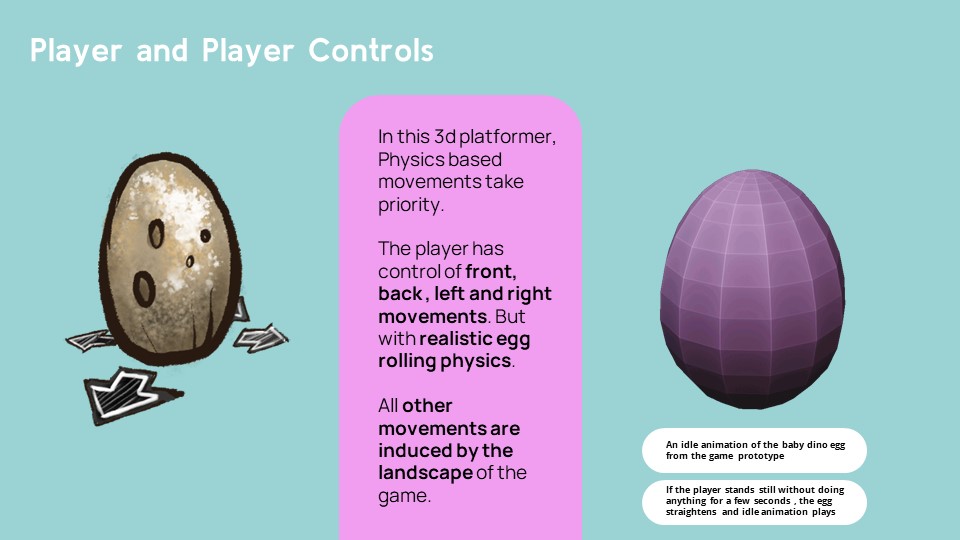 Player and Player Controls
In this 3d platformer,
Physics based
movements take
priority.
The player has
control of front,
back , left and right
movements. But
with realistic egg
rolling physics.
All other
movements are
induced by the
landscape of the
game.
An idle animation of the baby dino egg
from the game prototype
If the player stands still without doing
anything for a few seconds , the egg
straightens and idle animation plays